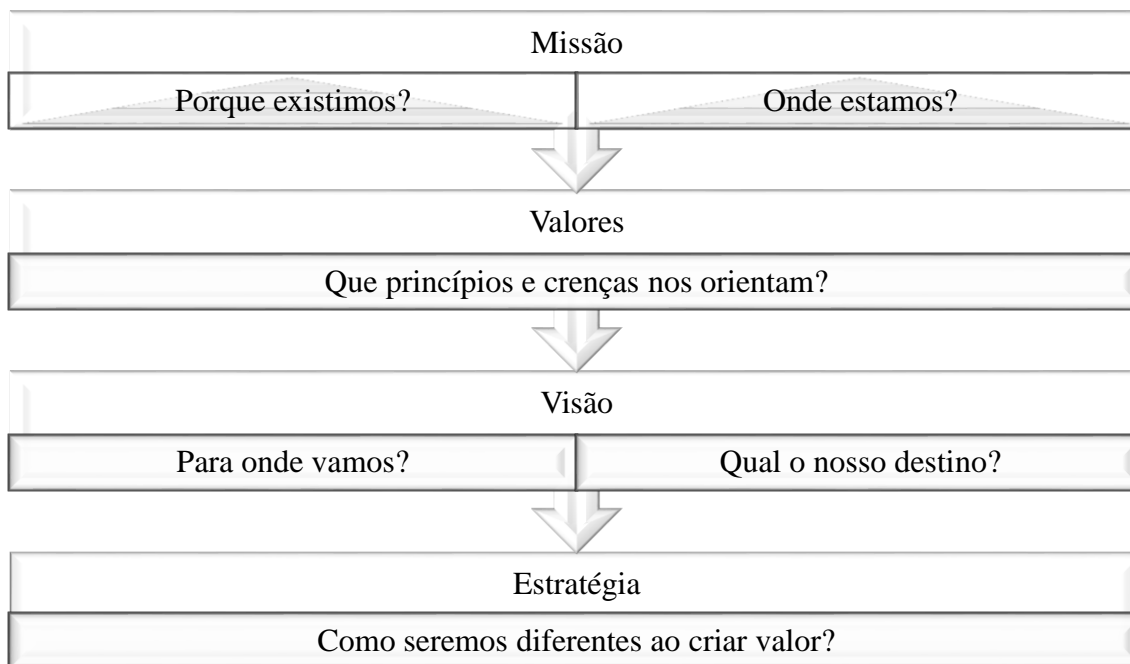 Missão
Porque existimos? Onde estamos?
Valores
Que princípios e crenças nos orientam?
Visão
Para onde vamos? Qual o nosso destino?
Estratégia
Como seremos diferentes ao criar valor?